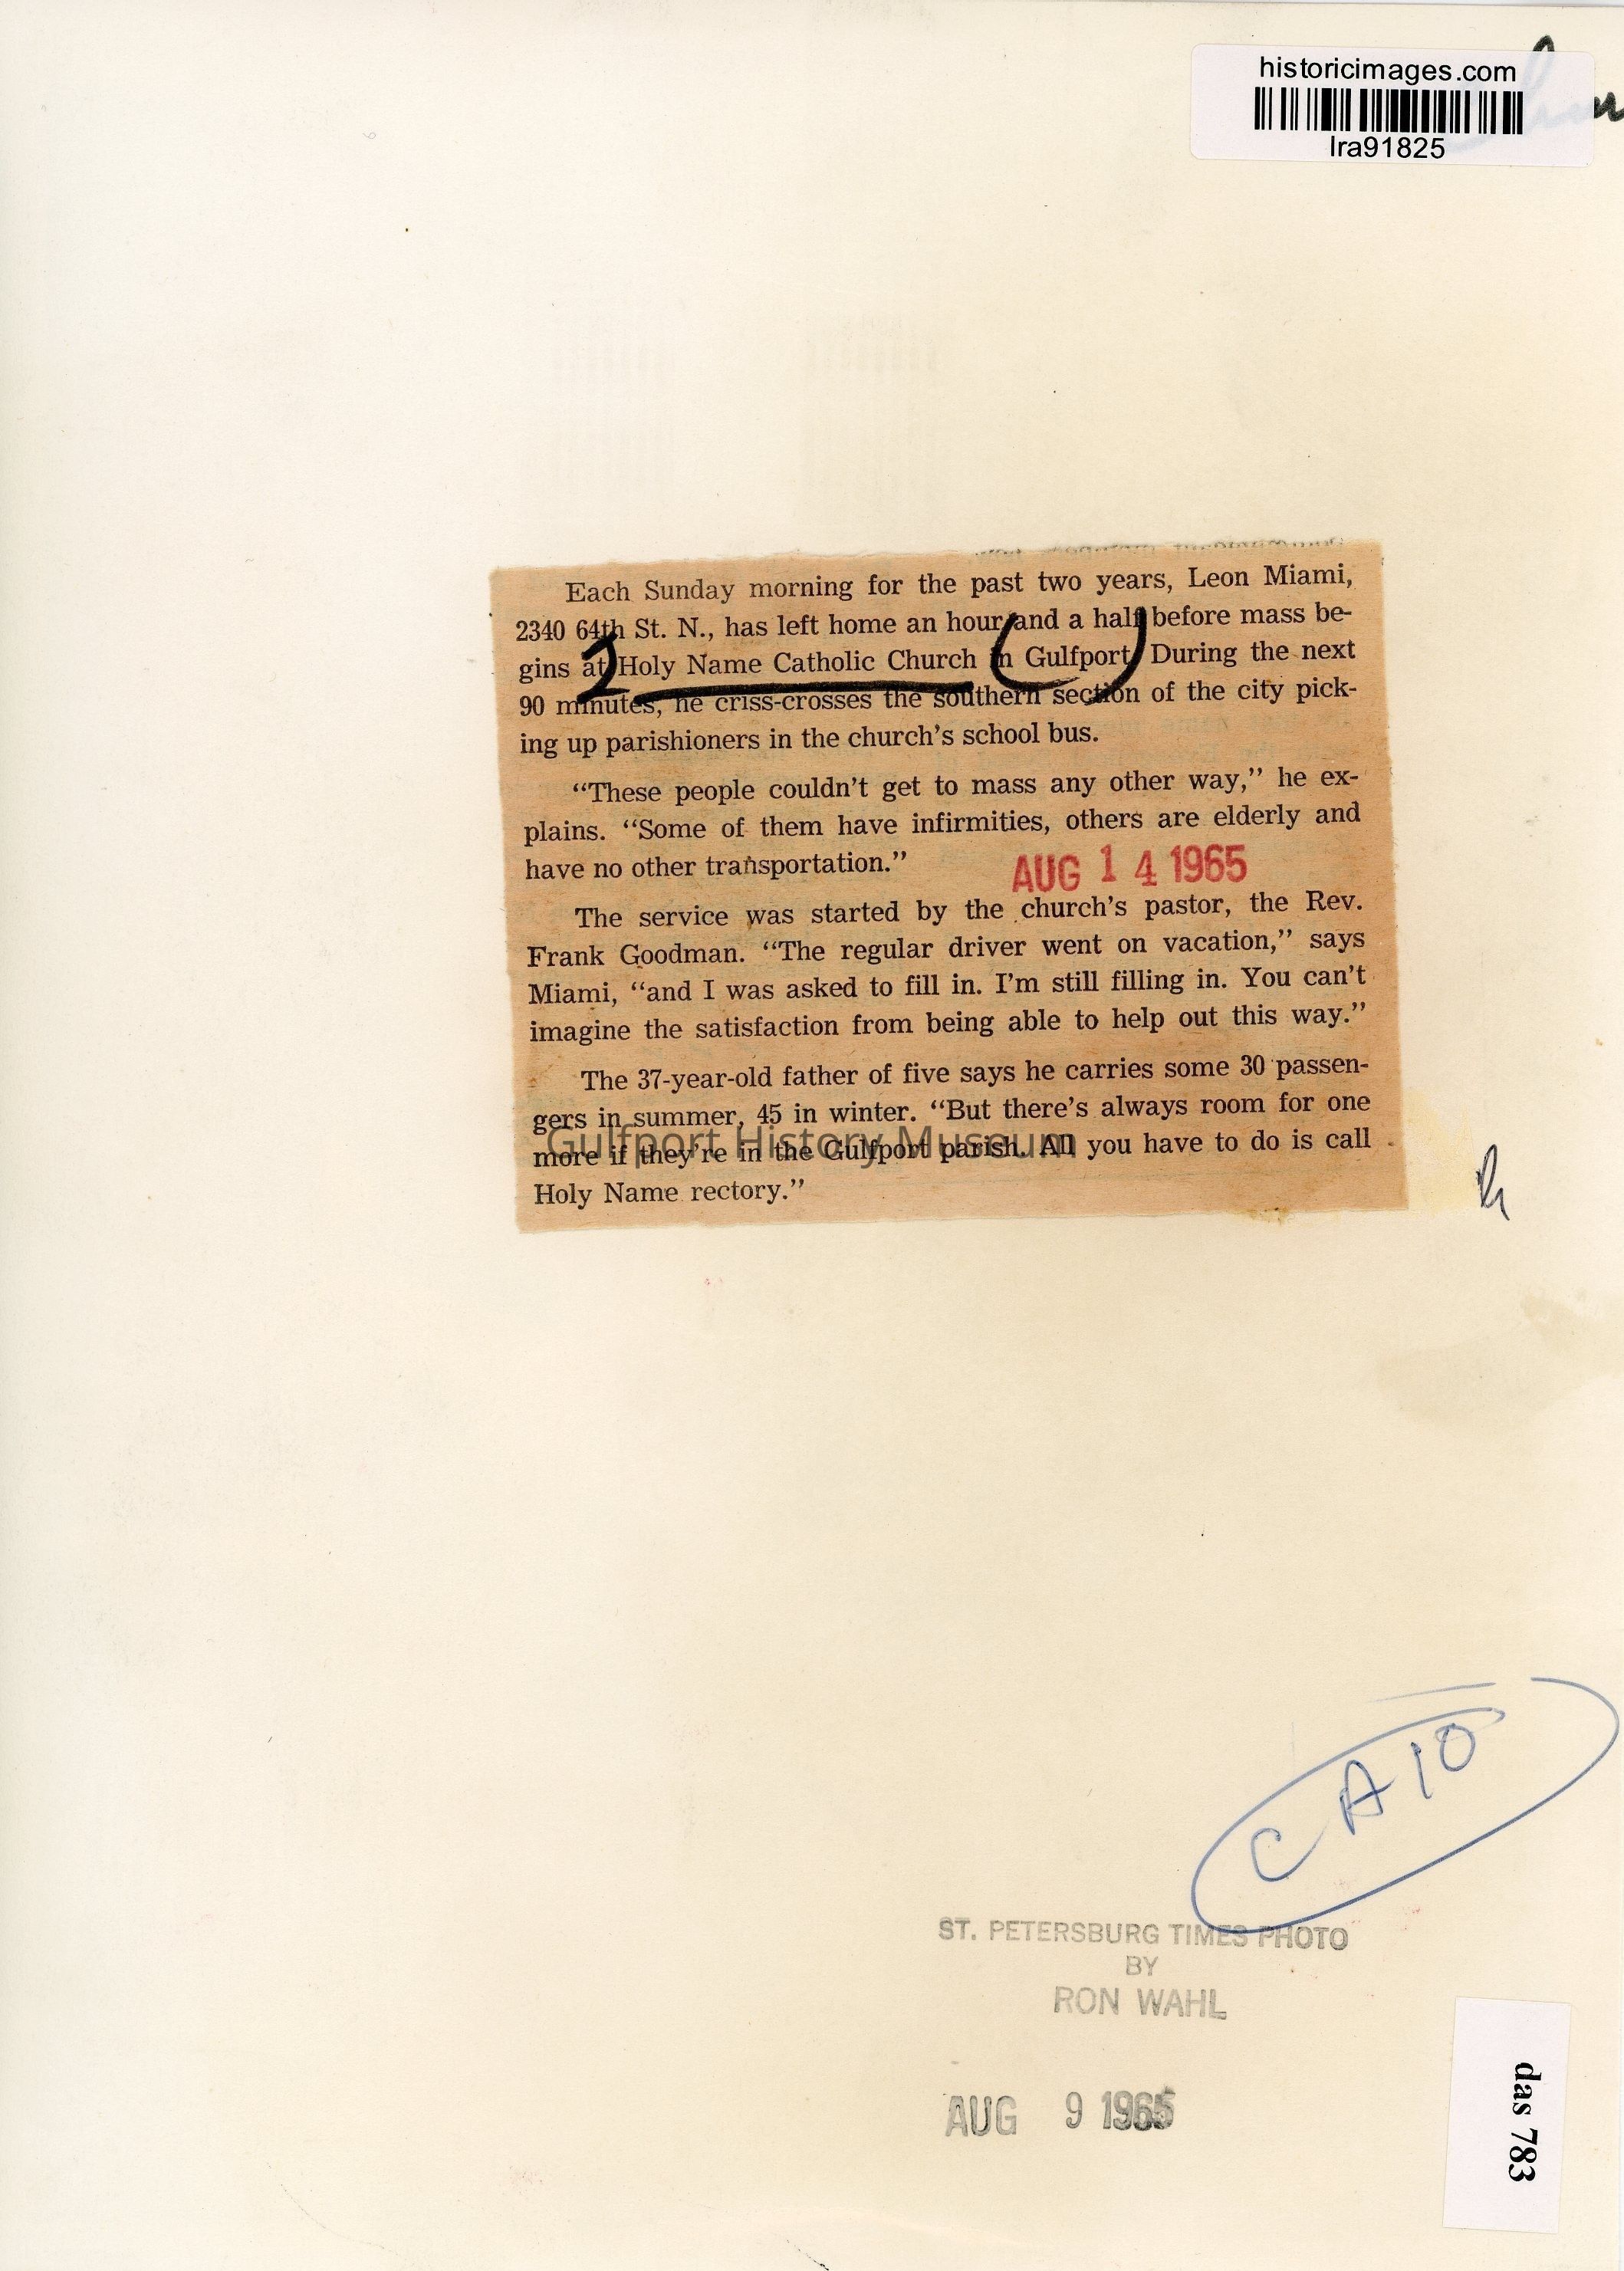 historicimages.com
lra91825
Each Sunday morning for the past two years, Leon Miami,
2340 64th St. N., has left home an hour and a half before mass be-
gins at Holy Name Catholic Church in Gulfport. During the next
90 minutes, he criss-crosses the southern section of the city pick-
ing up parishioners in the church's school bus.
2
( )
“These people couldn't get to mass any other way,” he ex-
plains. “Some of them have infirmities, others are elderly and
have no other transportation.”
AUG 14 1965
The service was started by the church's pastor, the Rev.
Frank Goodman. “The regular driver went on vacation,” says
Miami, “and I was asked to fill in. I'm still filling in. You can't
imagine the satisfaction from being able to help out this way.”
The 37-year-old father of five says he carries some 30 passen-
gers in summer, 45 in winter. “But there's always room for one
more if they're in the Gulfport parish. All you have to do is call
Holy Name rectory.”
Gulfport History Museum
CA10
ST. PETERSBURG TIMES PHOTO
BY
RON WAHL
AUG 9 1965
das 783